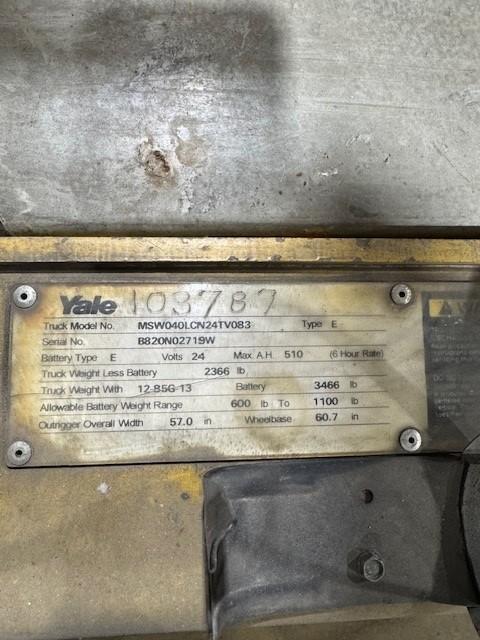 Yale 103787
Truck Model No. MSW040LCN24TV083 Type E
Serial No. B820N02719W
Battery Type E Volts 24 Max. A.H. 510 (6 Hour Rate)
Truck Weight Less Battery 2366 lb
Truck Weight With 12-85G-13 Battery 3466 lb
Allowable Battery Weight Range 600 lb To 1100 lb
Outrigger Overall Width 57.0 in Wheelbase 60.7 in